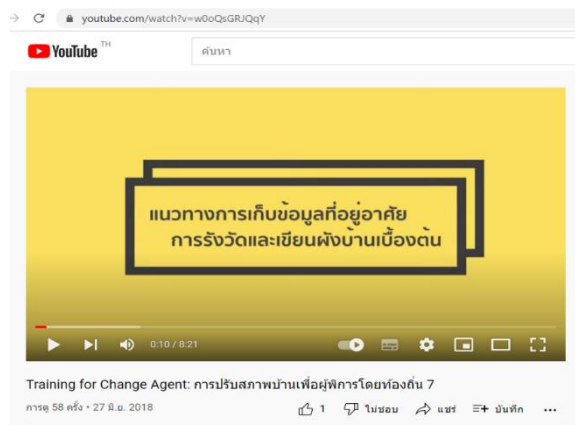 youtube.com/watch?v=w0oQsGRJQqY
YouTube TH
ค้นหา
แนวทางการเก็บข้อมูลที่อยู่อาศัย
การรังวัดและเขียนผังบ้านเบื้องต้น
0:10 / 8:21
Training for Change Agent: การปรับสภาพบ้านเพื่อผู้พิการโดยท้องถิ่น 7
การดู 58 ครั้ง • 27 มิ.ย. 2018
1 ไม่ชอบ แชร์ บันทึก